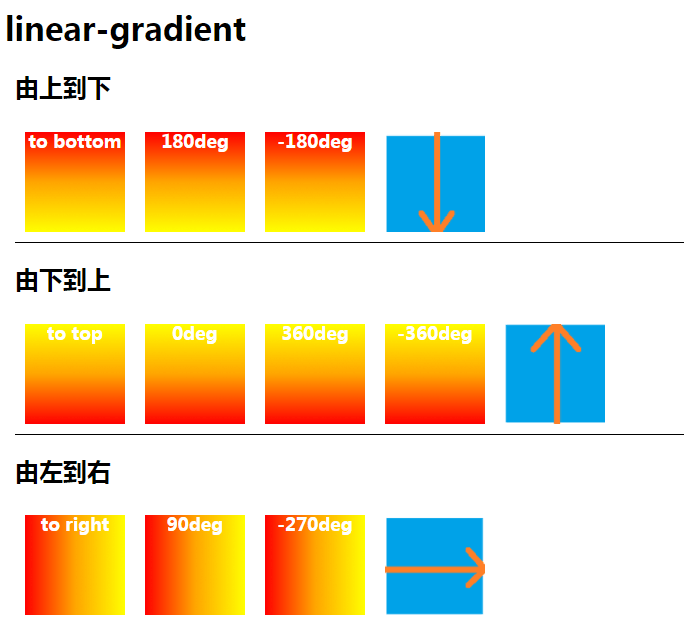 linear-gradient
由上到下
to bottom 180deg -180deg
由下到上
to top 0deg 360deg -360deg
由左到右
to right 90deg -270deg